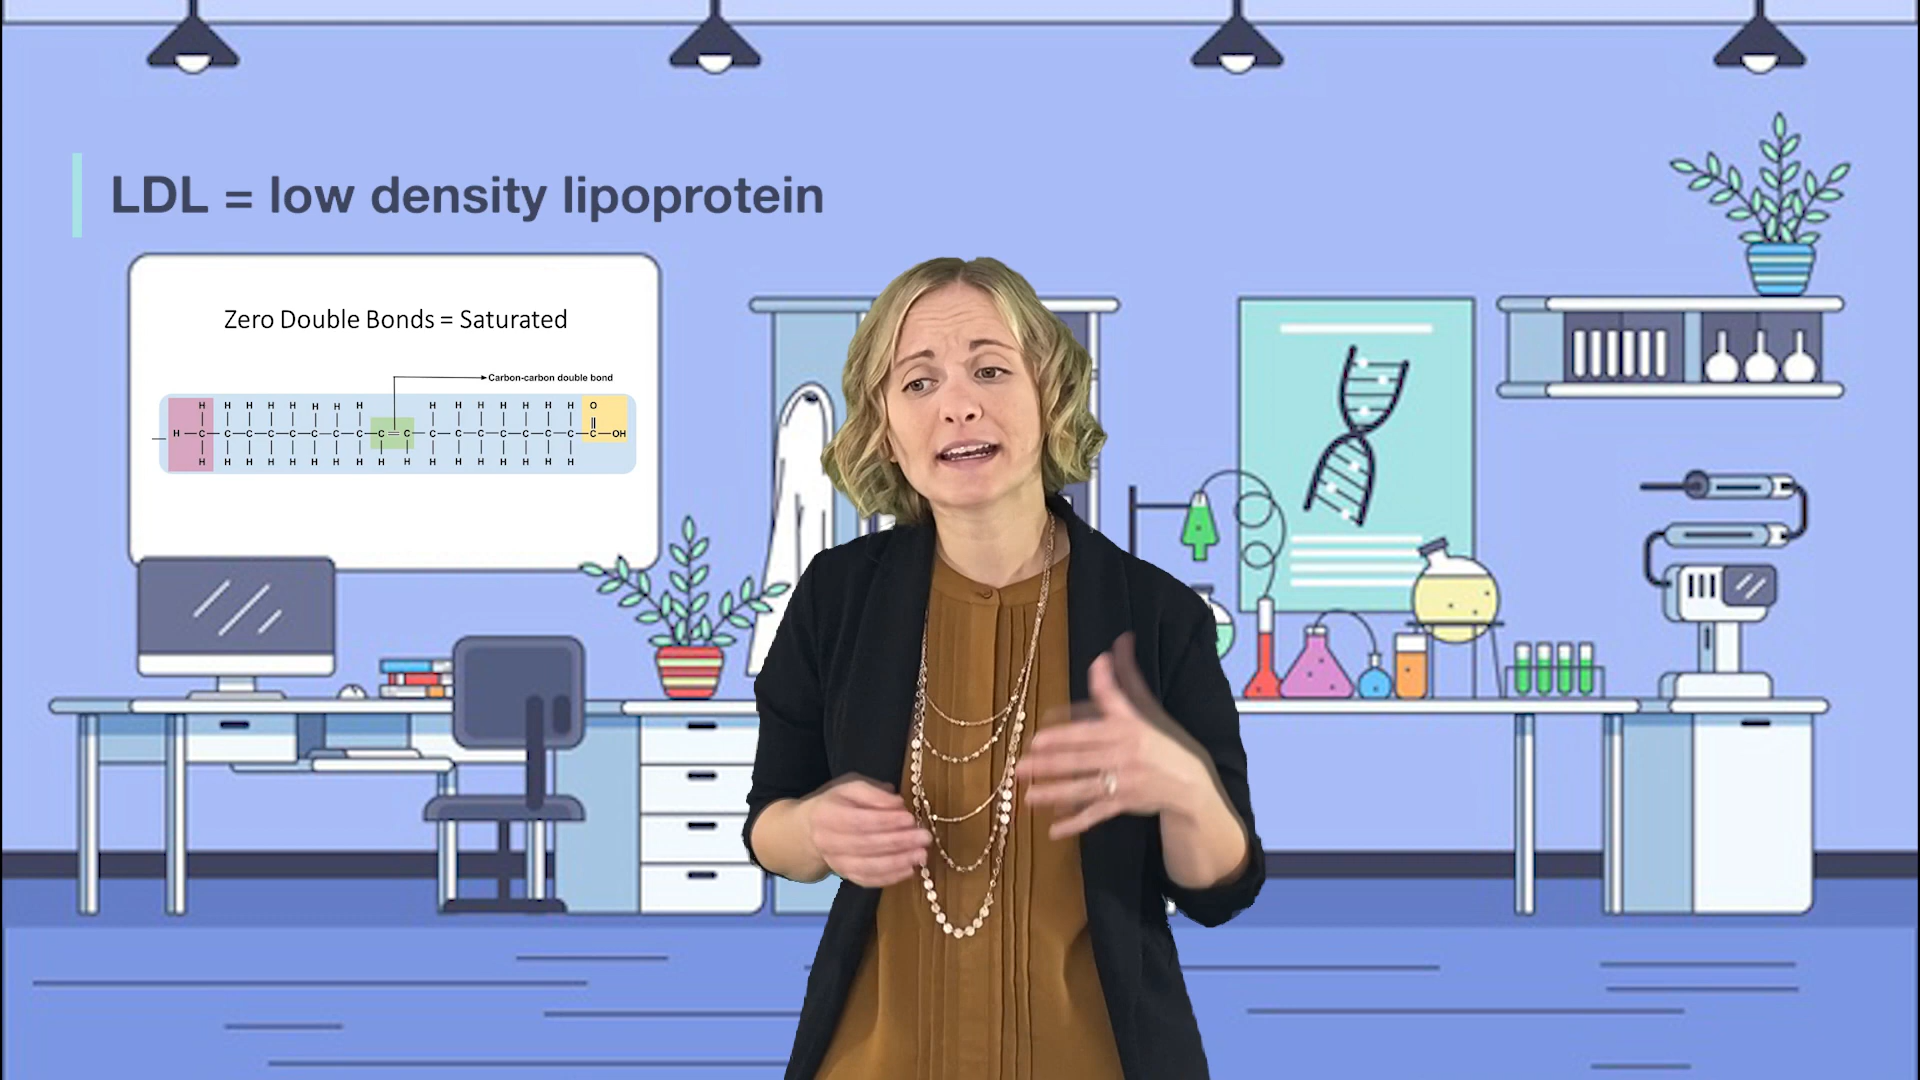 LDL = low density lipoprotein
Zero Double Bonds = Saturated
Carbon-carbon double bond
H H H H H H H H H H H H H H H O
H—C—C—C—C—C—C—C—C—C=C—C—C—C—C—C—C—C—C—OH
H H H H H H H H H H H H H H H H H